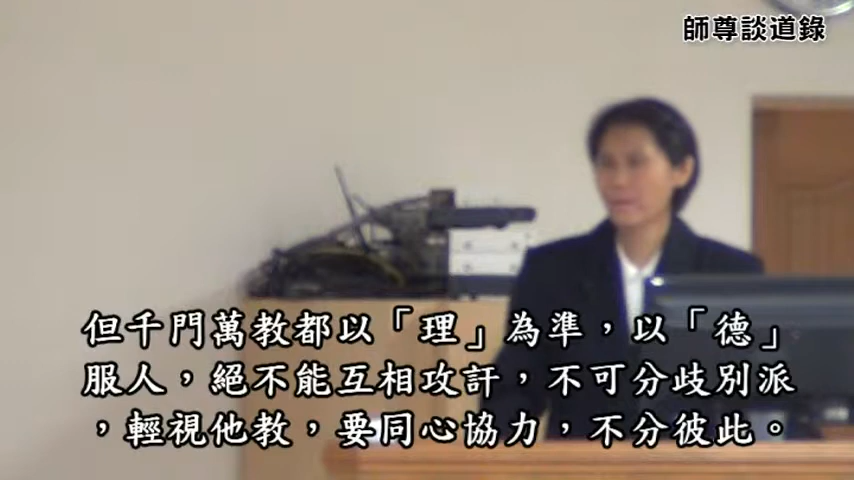 師尊談道錄
但千門萬教都以「理」為準，以「德」
服人，絕不能互相攻訐，不可分歧別派
，輕視他教，要同心協力，不分彼此。